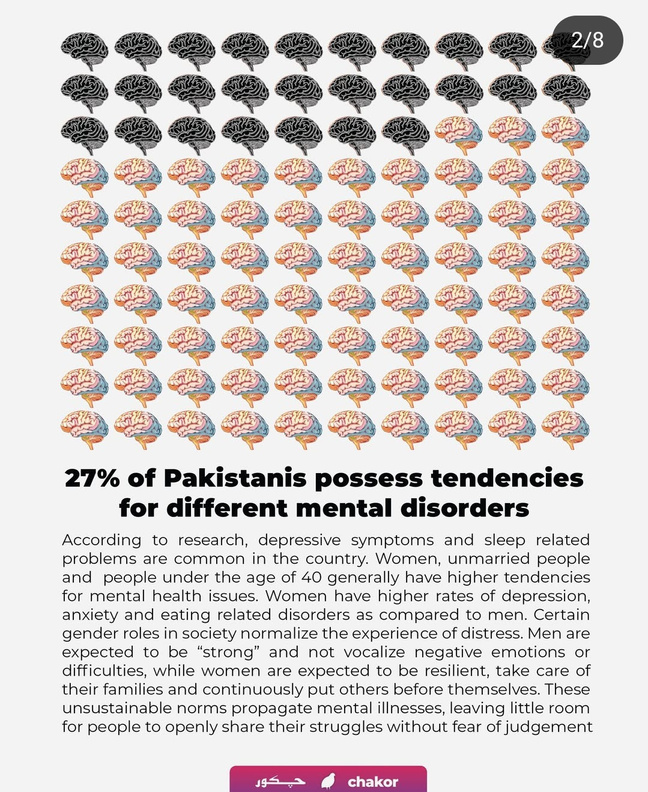 2/8
27% of Pakistanis possess tendencies
for different mental disorders
According to research, depressive symptoms and sleep related
problems are common in the country. Women, unmarried people
and people under the age of 40 generally have higher tendencies
for mental health issues. Women have higher rates of depression,
anxiety and eating related disorders as compared to men. Certain
gender roles in society normalize the experience of distress. Men are
expected to be “strong” and not vocalize negative emotions or
difficulties, while women are expected to be resilient, take care of
their families and continuously put others before themselves. These
unsustainable norms propagate mental illnesses, leaving little room
for people to openly share their struggles without fear of judgement
چکور chakor